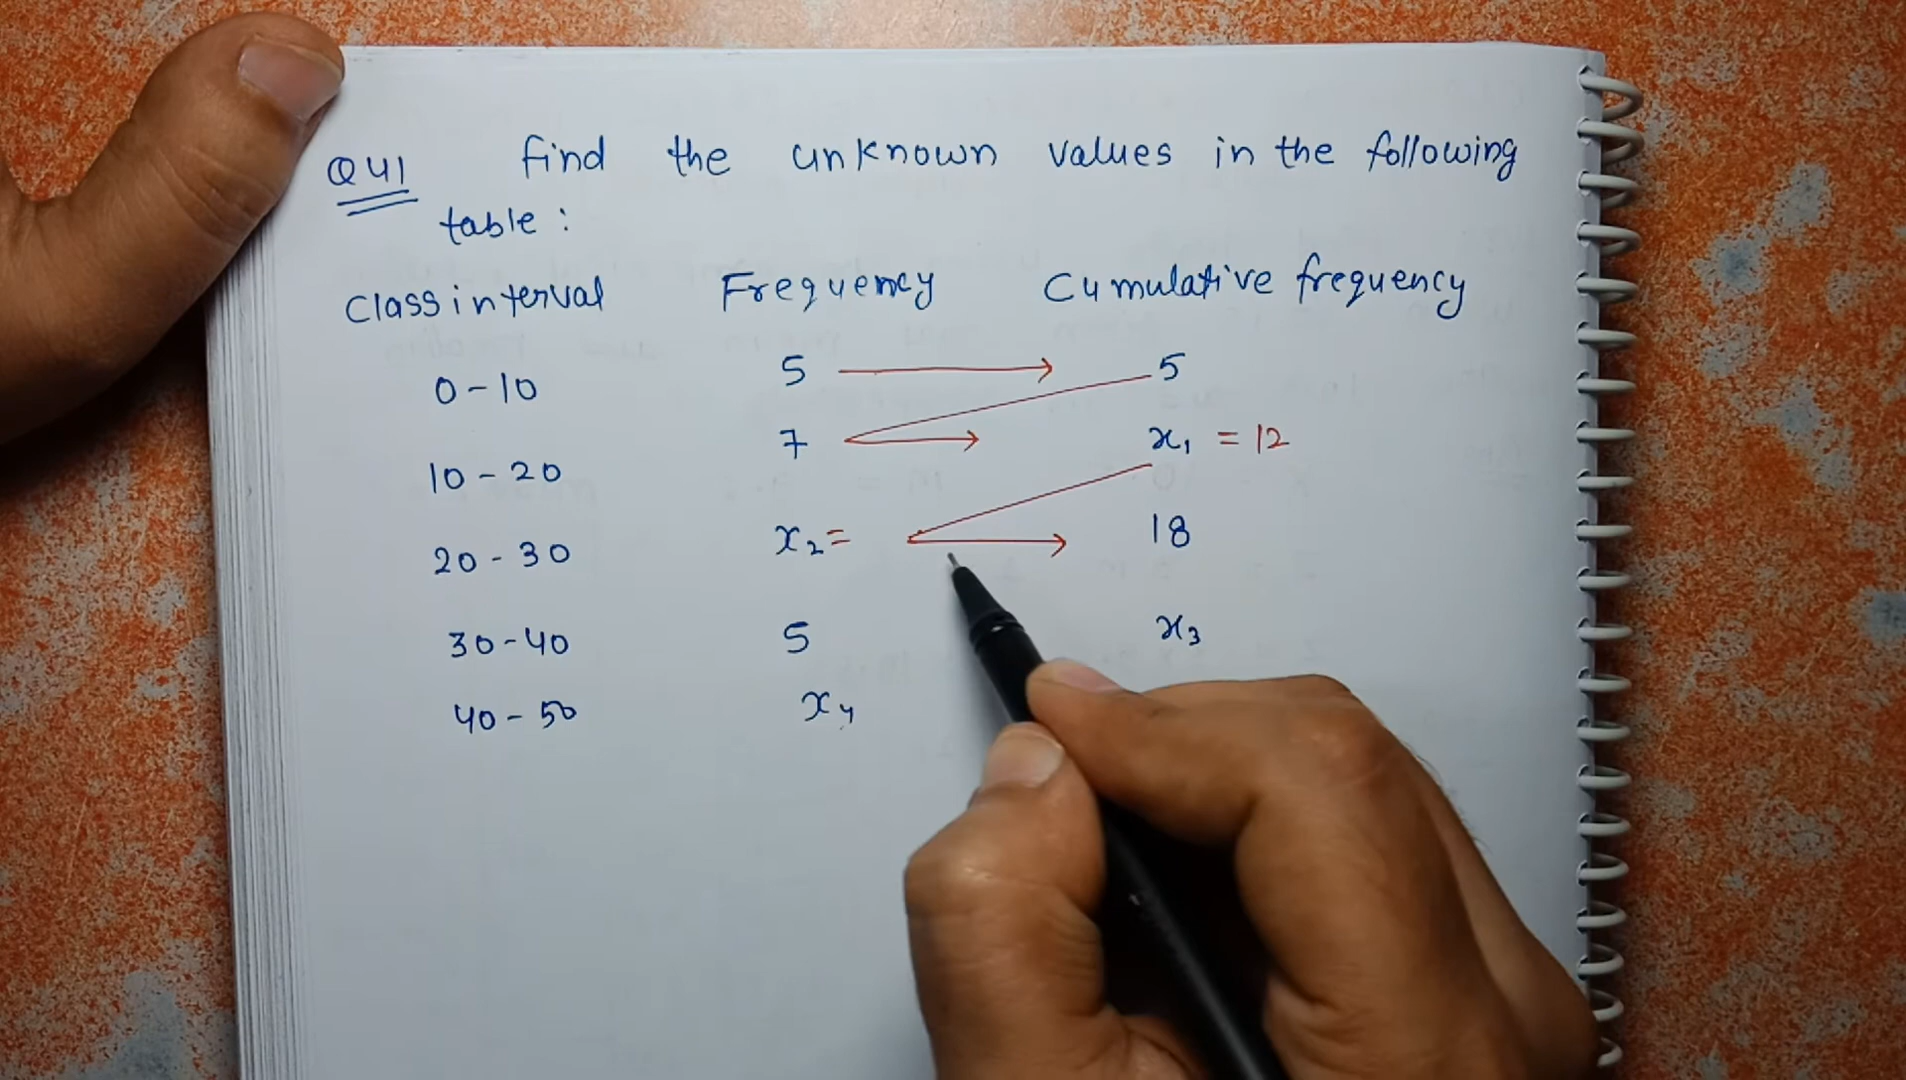 Q41 find the unknown values in the following
table :
Class interval Frequency Cumulative frequency
0 - 10 5 5
10 - 20 7 x₁ = 12
20 - 30 x₂ = 18
30 - 40 5 x₃
40 - 50 x₄